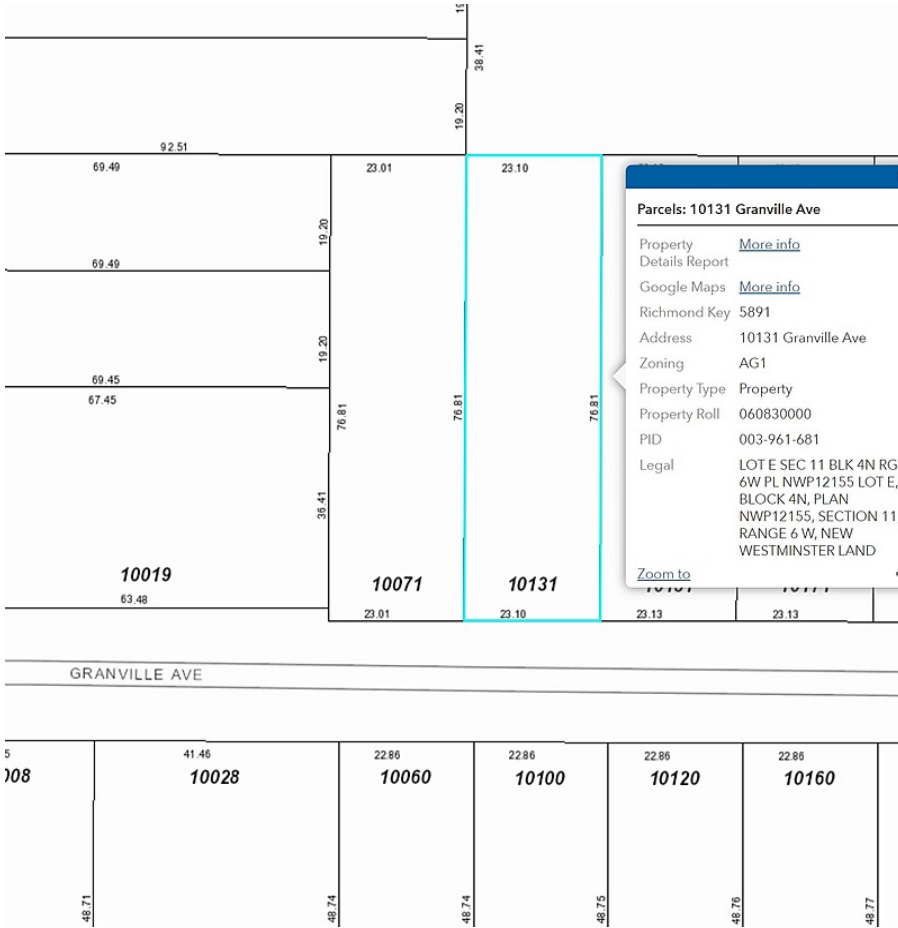 19
38.41
19.20
92.51
69.49
23.01
23.10
Parcels: 10131 Granville Ave
Property Details Report More info
Google Maps More info
Richmond Key 5891
Address 10131 Granville Ave
Zoning AG1
Property Type Property
Property Roll 060830000
PID 003-961-681
Legal LOT E SEC 11 BLK 4N RG
6W PL NWP12155 LOT E,
BLOCK 4N, PLAN
NWP12155, SECTION 11
RANGE 6 W, NEW
WESTMINSTER LAND
Zoom to
19.20
69.49
19.20
69.45
67.45
76.81
76.81
76.81
36.41
10019
63.48
10071
23.01
10131
23.10
23.13
23.13
GRANVILLE AVE
5
008
41.46
10028
22.86
10060
22.86
10100
22.86
10120
22.86
10160
48.71
48.74
48.74
48.75
48.76
48.77